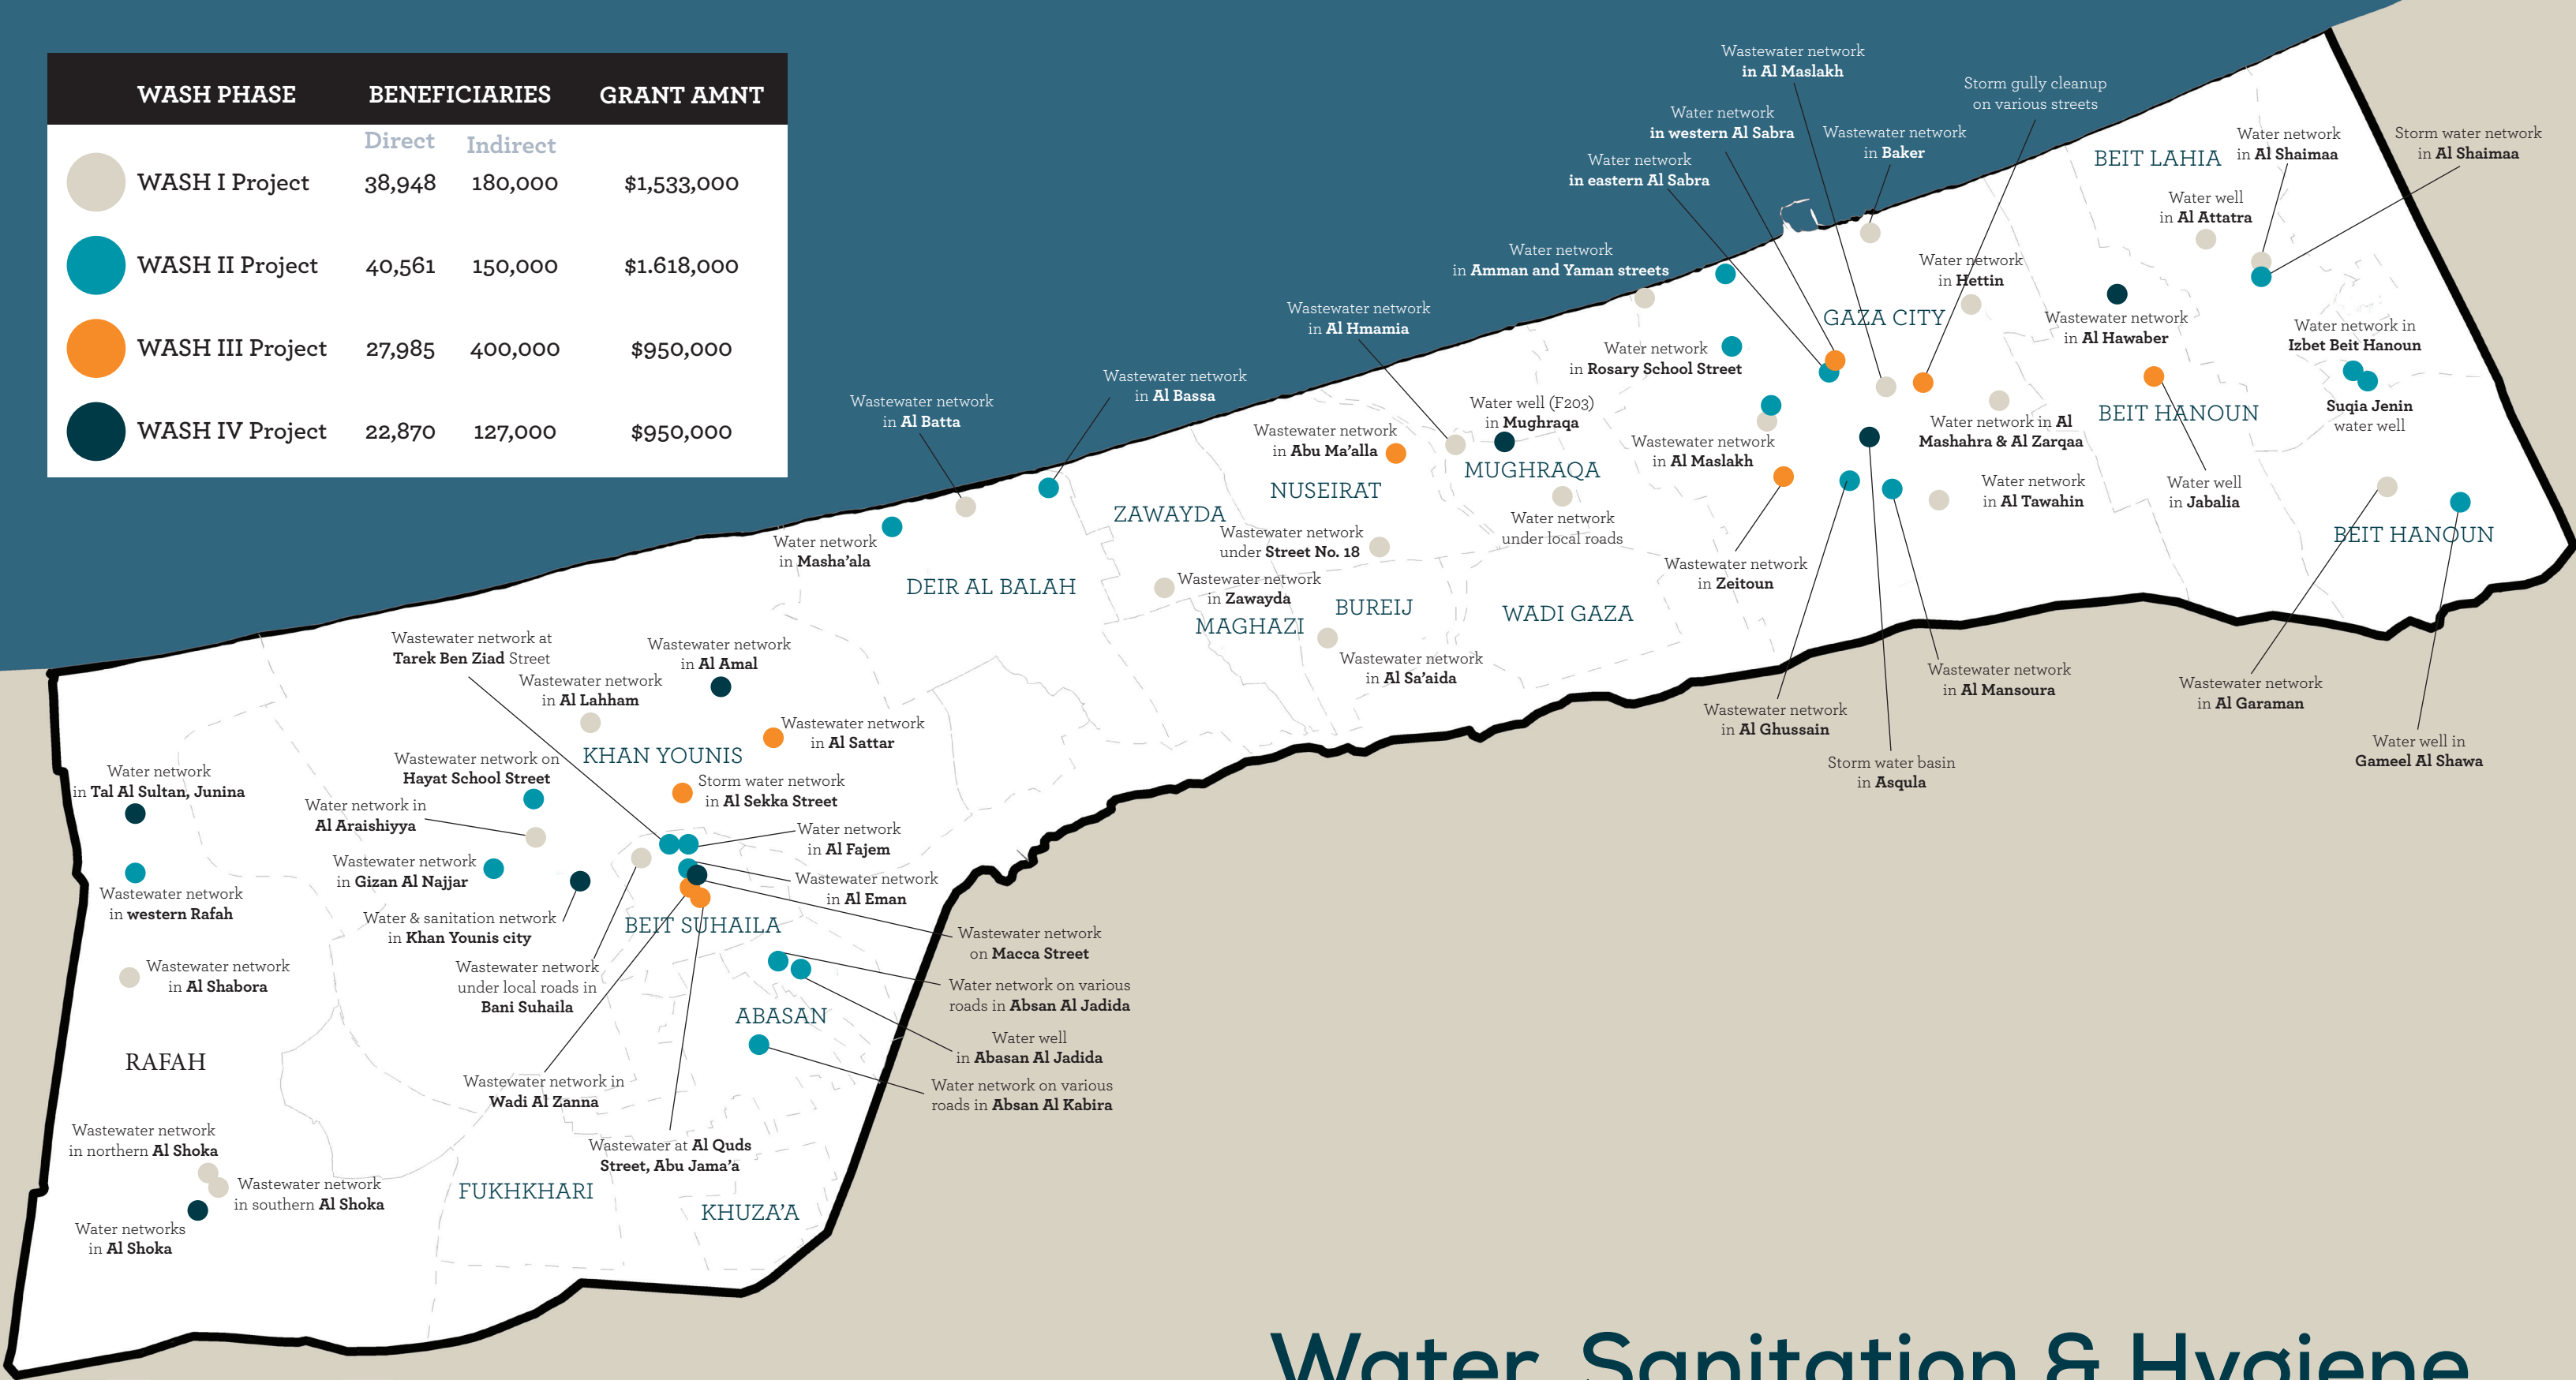 WASH PHASE BENEFICIARIES GRANT AMNT
Direct Indirect
WASH I Project 38,948 180,000 $1,533,000
WASH II Project 40,561 150,000 $1.618,000
WASH III Project 27,985 400,000 $950,000
WASH IV Project 22,870 127,000 $950,000
Wastewater network
in Al Maslakh
Storm gully cleanup
on various streets
Water network
in western Al Sabra
Wastewater network
in Baker
Water network
in eastern Al Sabra
BEIT LAHIA
Water network
in Al Shaimaa
Storm water network
in Al Shaimaa
Water well
in Al Attatra
Water network
in Amman and Yaman streets
Water network
in Hettin
Wastewater network
in Al Hmamia
GAZA CITY
Wastewater network
in Al Hawaber
Water network in
Izbet Beit Hanoun
Water network
in Rosary School Street
Wastewater network
in Al Bassa
Wastewater network
in Al Batta
Water well (F203)
in Mughraqa
Wastewater network
in Abu Ma’alla
MUGHRAQA
Wastewater network
in Al Maslakh
Water network in Al
Mashahra & Al Zarqaa
BEIT HANOUN
Suqia Jenin
water well
NUSEIRAT
ZAWAYDA
Water network
in Al Tawahin
Water well
in Jabalia
Water network
under local roads
Wastewater network
under Street No. 18
BEIT HANOUN
Water network
in Masha’ala
DEIR AL BALAH
Wastewater network
in Zawayda
BUREIJ
WADI GAZA
MAGHAZI
Wastewater network
in Zeitoun
Wastewater network
in Al Sa’aida
Wastewater network
in Al Mansoura
Wastewater network
in Al Garaman
Wastewater network
in Al Ghussain
Storm water basin
in Asqula
Water well in
Gameel Al Shawa
Wastewater network at
Tarek Ben Ziad Street
Wastewater network
in Al Amal
Wastewater network
in Al Lahham
Wastewater network
in Al Sattar
KHAN YOUNIS
Wastewater network on
Hayat School Street
Water network
in Tal Al Sultan, Junina
Storm water network
in Al Sekka Street
Water network in
Al Araishiyya
Water network
in Al Fajem
Wastewater network
in Gizan Al Najjar
Wastewater network
in Al Eman
Wastewater network
in western Rafah
Water & sanitation network
in Khan Younis city
BEIT SUHAILA
Wastewater network
on Macca Street
Wastewater network
in Al Shabora
Wastewater network
under local roads in
Bani Suhaila
Water network on various
roads in Absan Al Jadida
ABASAN
Water well
in Abasan Al Jadida
RAFAH
Wastewater network in
Wadi Al Zanna
Water network on various
roads in Absan Al Kabira
Wastewater network
in northern Al Shoka
Wastewater at Al Quds
Street, Abu Jama’a
Wastewater network
in southern Al Shoka
FUKHKHARI
KHUZA’A
Water networks
in Al Shoka
Water, Sanitation & Hygiene